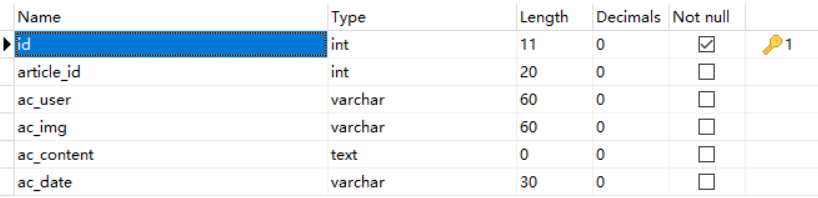 Name Type Length Decimals Not null
id int 11 0 1
article_id int 20 0
ac_user varchar 60 0
ac_img varchar 60 0
ac_content text 0 0
ac_date varchar 30 0